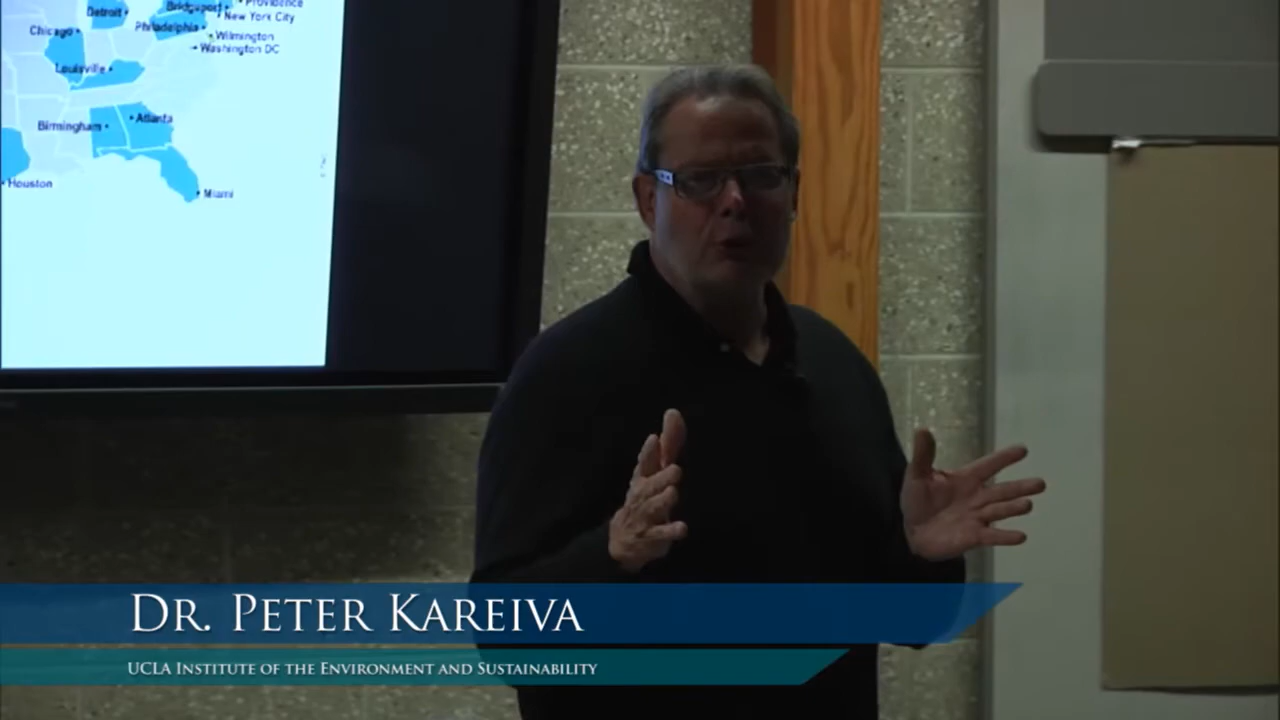 Providence
Bridgeport
New York City
Detroit
Philadelphia
Chicago
Wilmington
Washington DC
Louisville
Atlanta
Birmingham
Houston
Miami
DR. PETER KAREIVA
UCLA INSTITUTE OF THE ENVIRONMENT AND SUSTAINABILITY